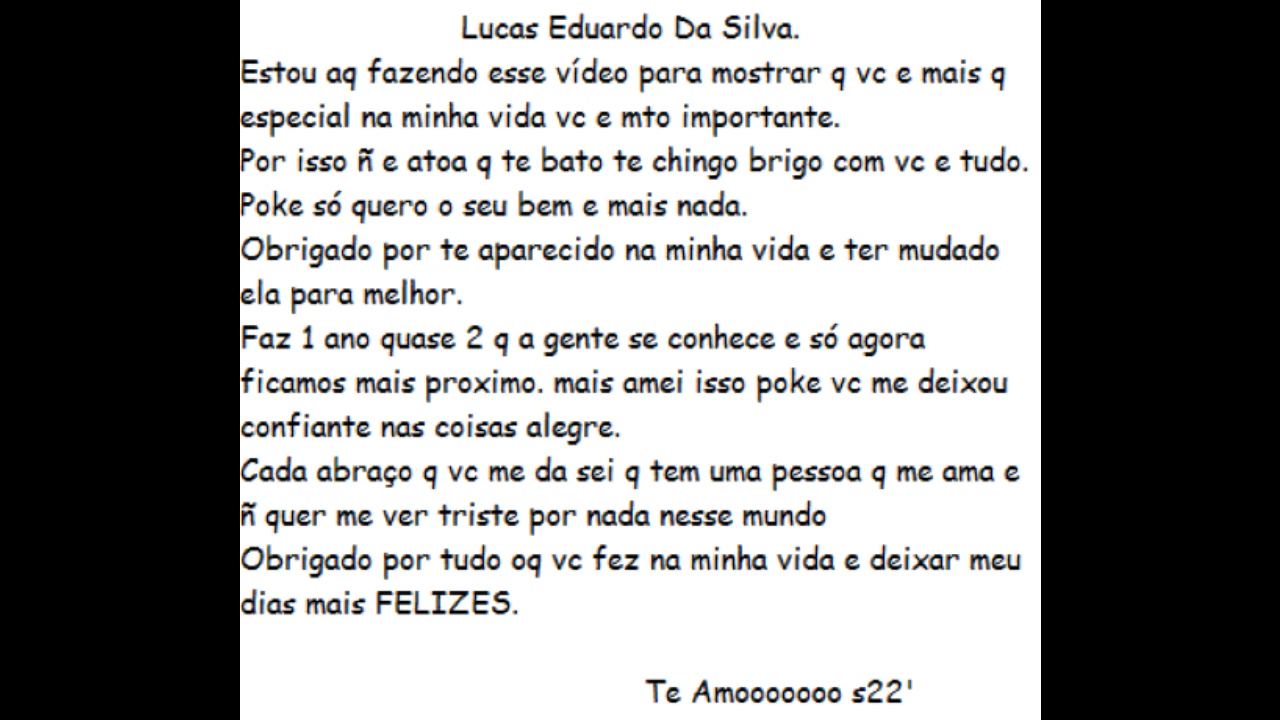 Lucas Eduardo Da Silva.
Estou aq fazendo esse vídeo para mostrar q vc e mais q
especial na minha vida vc e mto importante.
Por isso ñ e atoa q te bato te chingo brigo com vc e tudo.
Poke só quero o seu bem e mais nada.
Obrigado por te aparecido na minha vida e ter mudado
ela para melhor.
Faz 1 ano quase 2 q a gente se conhece e só agora
ficamos mais proximo. mais amei isso poke vc me deixou
confiante nas coisas alegre.
Cada abraço q vc me da sei q tem uma pessoa q me ama e
ñ quer me ver triste por nada nesse mundo
Obrigado por tudo oq vc fez na minha vida e deixar meu
dias mais FELIZES.
Te Amooooooo s22'